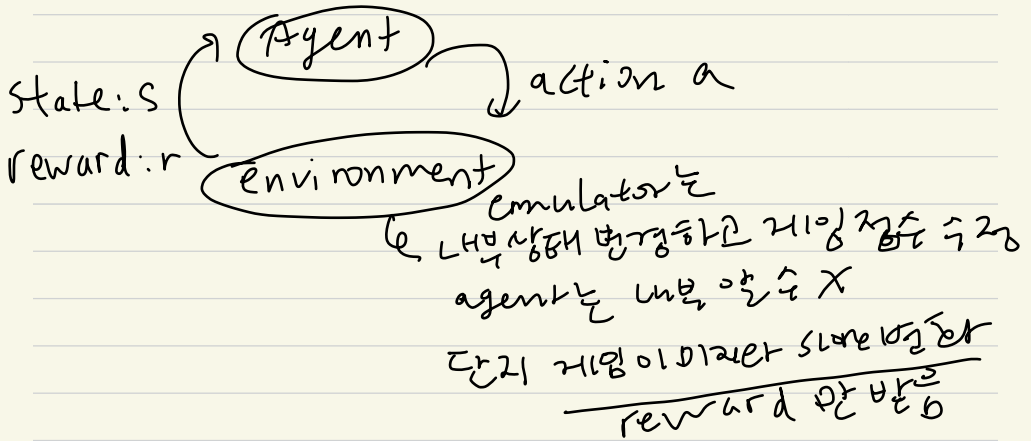 Agent
action a
state: s
reward: r
environment
emulator는
내부상태 변경하고 게임 점수 수정
agent는 내부 알 수 X
단지 게임이미지와 score변화
reward 만 받음